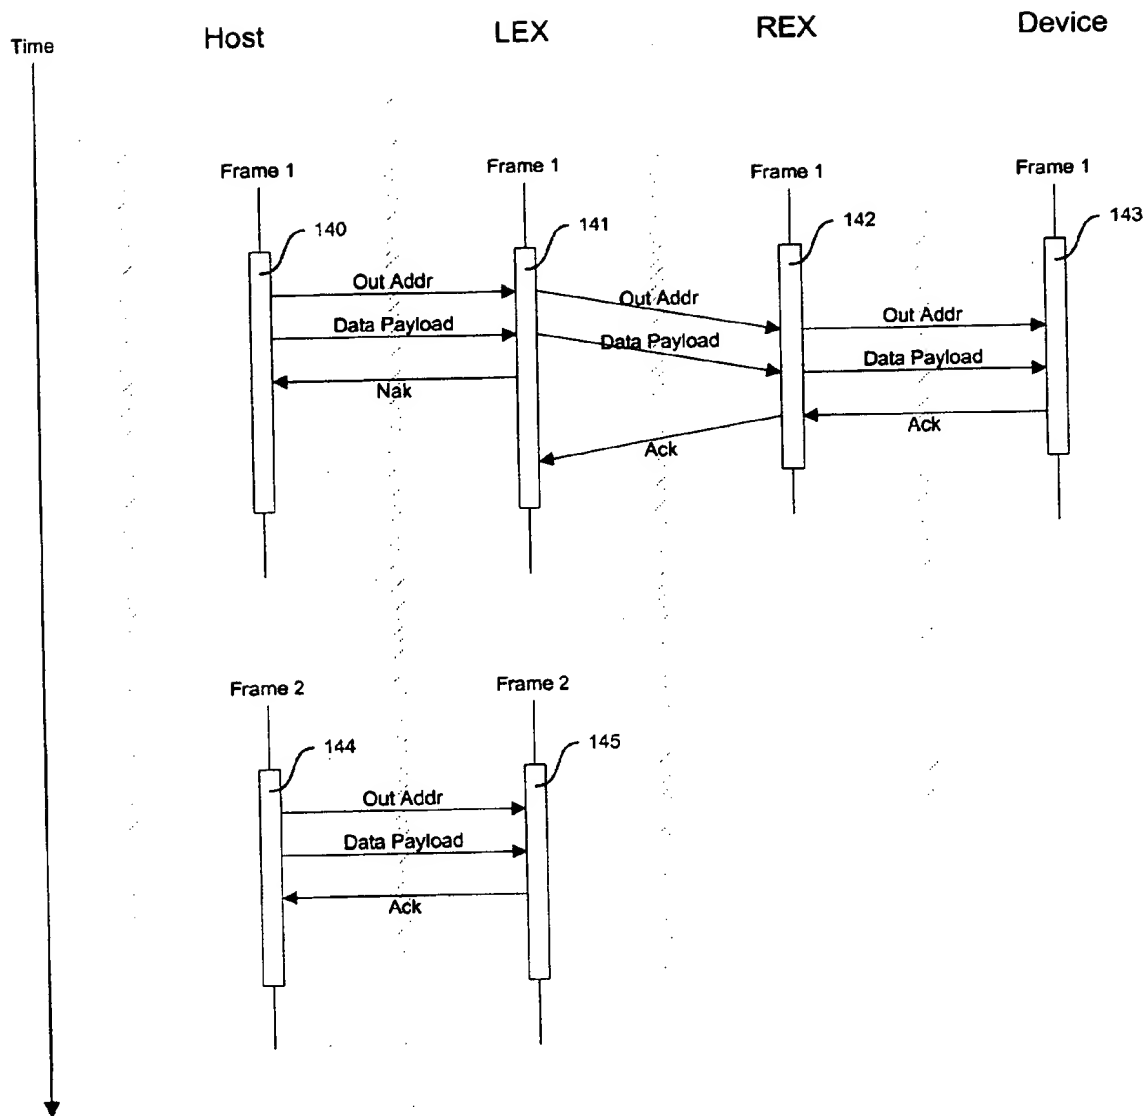 Time
Host
LEX
REX
Device
Frame 1
Frame 1
Frame 1
Frame 1
140
141
142
143
Out Addr
Out Addr
Out Addr
Data Payload
Data Payload
Data Payload
Nak
Ack
Ack
Frame 2
Frame 2
144
145
Out Addr
Data Payload
Ack